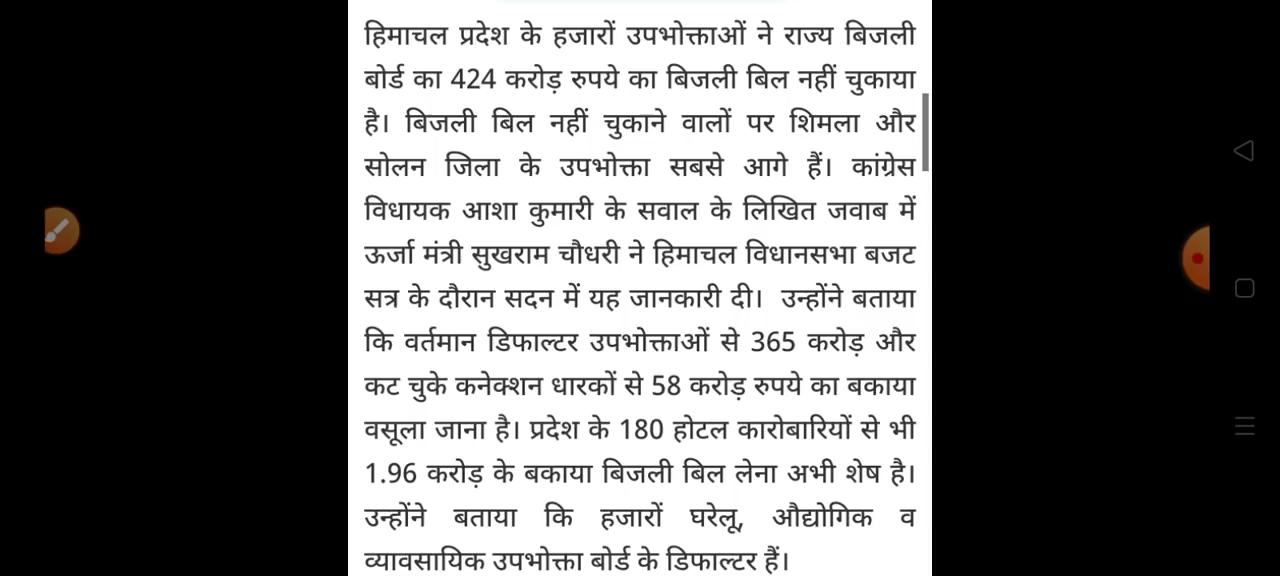 हिमाचल प्रदेश के हजारों उपभोक्ताओं ने राज्य बिजली
बोर्ड का 424 करोड़ रुपये का बिजली बिल नहीं चुकाया
है। बिजली बिल नहीं चुकाने वालों पर शिमला और
सोलन जिला के उपभोक्ता सबसे आगे हैं। कांग्रेस
विधायक आशा कुमारी के सवाल के लिखित जवाब में
ऊर्जा मंत्री सुखराम चौधरी ने हिमाचल विधानसभा बजट
सत्र के दौरान सदन में यह जानकारी दी। उन्होंने बताया
कि वर्तमान डिफाल्टर उपभोक्ताओं से 365 करोड़ और
कट चुके कनेक्शन धारकों से 58 करोड़ रुपये का बकाया
वसूला जाना है। प्रदेश के 180 होटल कारोबारियों से भी
1.96 करोड़ के बकाया बिजली बिल लेना अभी शेष है।
उन्होंने बताया कि हजारों घरेलू, औद्योगिक व
व्यावसायिक उपभोक्ता बोर्ड के डिफाल्टर हैं।